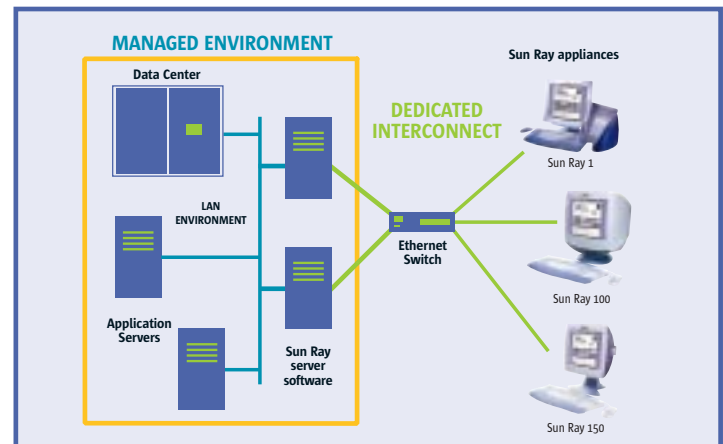 MANAGED ENVIRONMENT
Data Center
LAN
ENVIRONMENT
Application
Servers
Sun Ray
server
software
DEDICATED
INTERCONNECT
Ethernet
Switch
Sun Ray appliances
Sun Ray 1
Sun Ray 100
Sun Ray 150